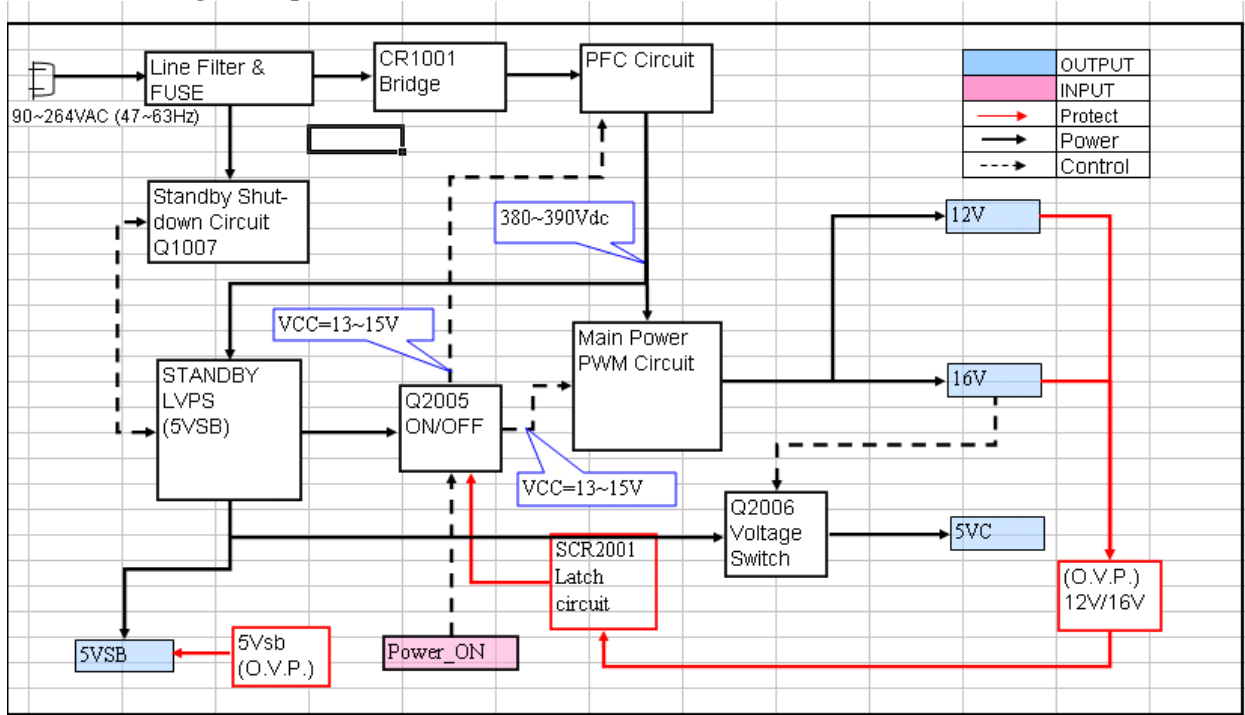 Line Filter &
FUSE
CR1001
Bridge
PFC Circuit
OUTPUT
INPUT
Protect
Power
Control
90~264VAC (47~63Hz)
Standby Shut-
down Circuit
Q1007
380~390Vdc
12V
VCC=13~15V
Main Power
PWM Circuit
STANDBY
LVPS
(5VSB)
Q2005
ON/OFF
16V
VCC=13~15V
Q2006
Voltage
Switch
5VC
SCR2001
Latch
circuit
(O.V.P.)
12V/16V
5VSB
5Vsb
(O.V.P.)
Power_ON